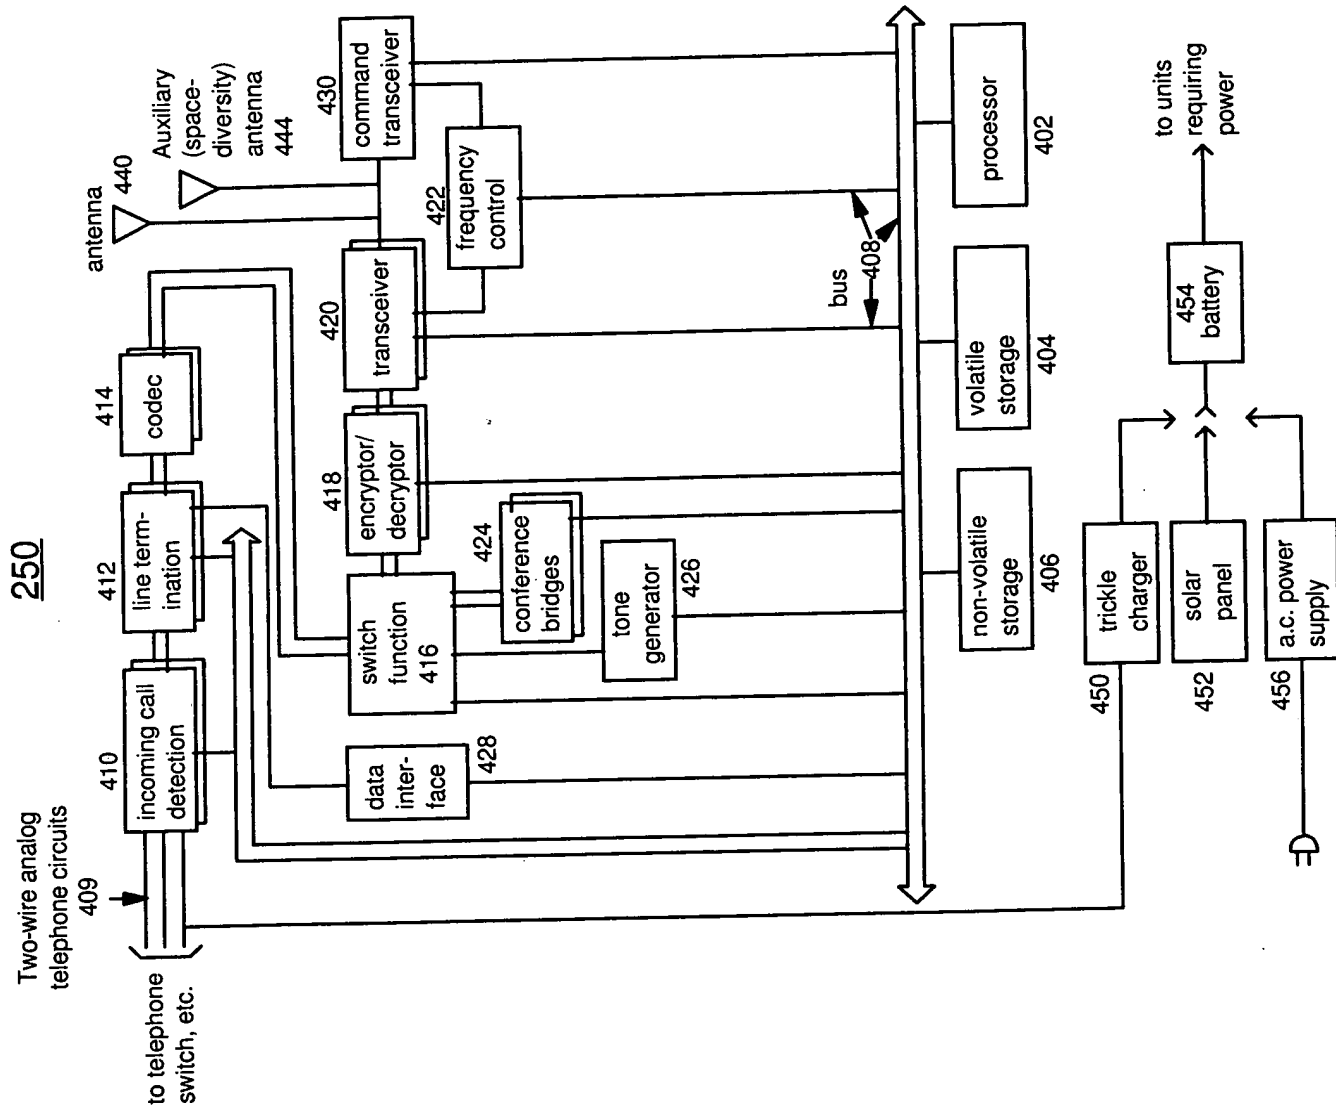 250
Two-wire analog
telephone circuits
409
to telephone
switch, etc.
410
incoming call
detection
412
line term-
ination
414
codec
antenna
440
Auxiliary
(space-
diversity)
antenna
444
data
inter-
face
428
switch
function
416
418
encryptor/
decryptor
420
transceiver
422
frequency
control
430
command
transceiver
424
conference
bridges
tone
generator
426
bus
408
non-volatile
storage
406
volatile
storage
404
processor
402
450
trickle
charger
452
solar
panel
456
a.c. power
supply
454
battery
to units
requiring
power